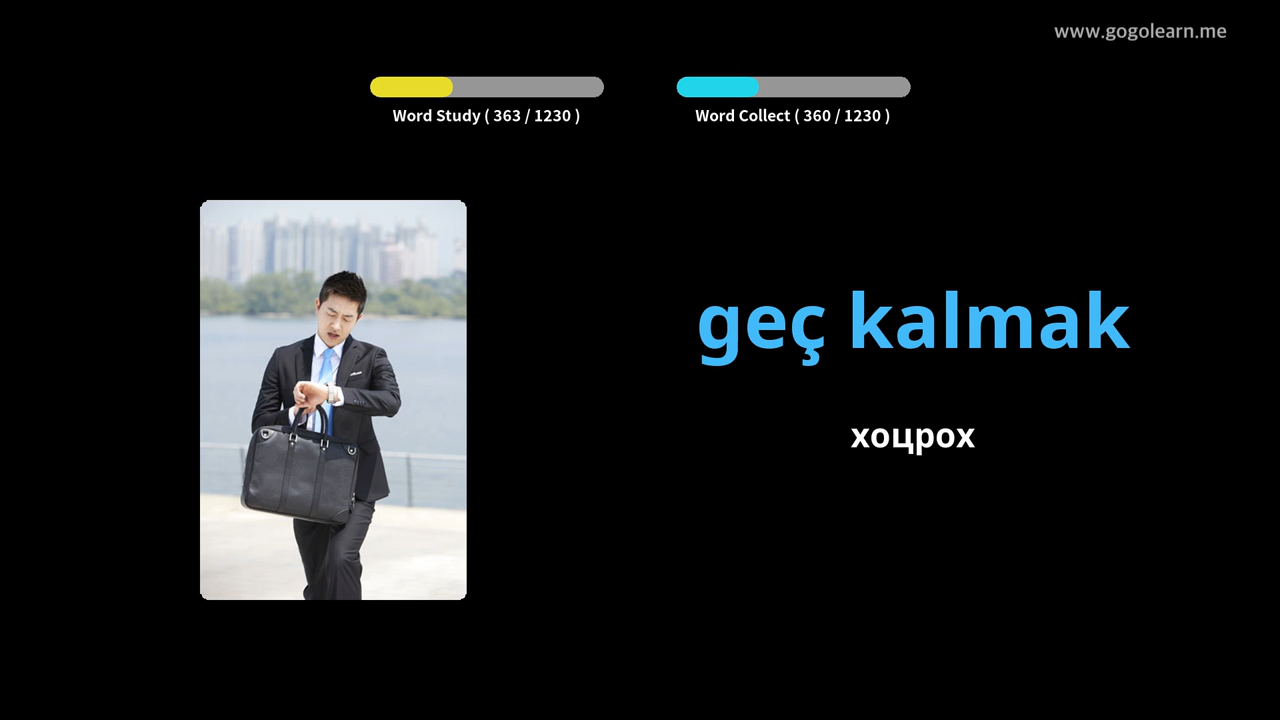 www.gogolearn.me
Word Study ( 363 / 1230 )
Word Collect ( 360 / 1230 )
geç kalmak
хоцрох